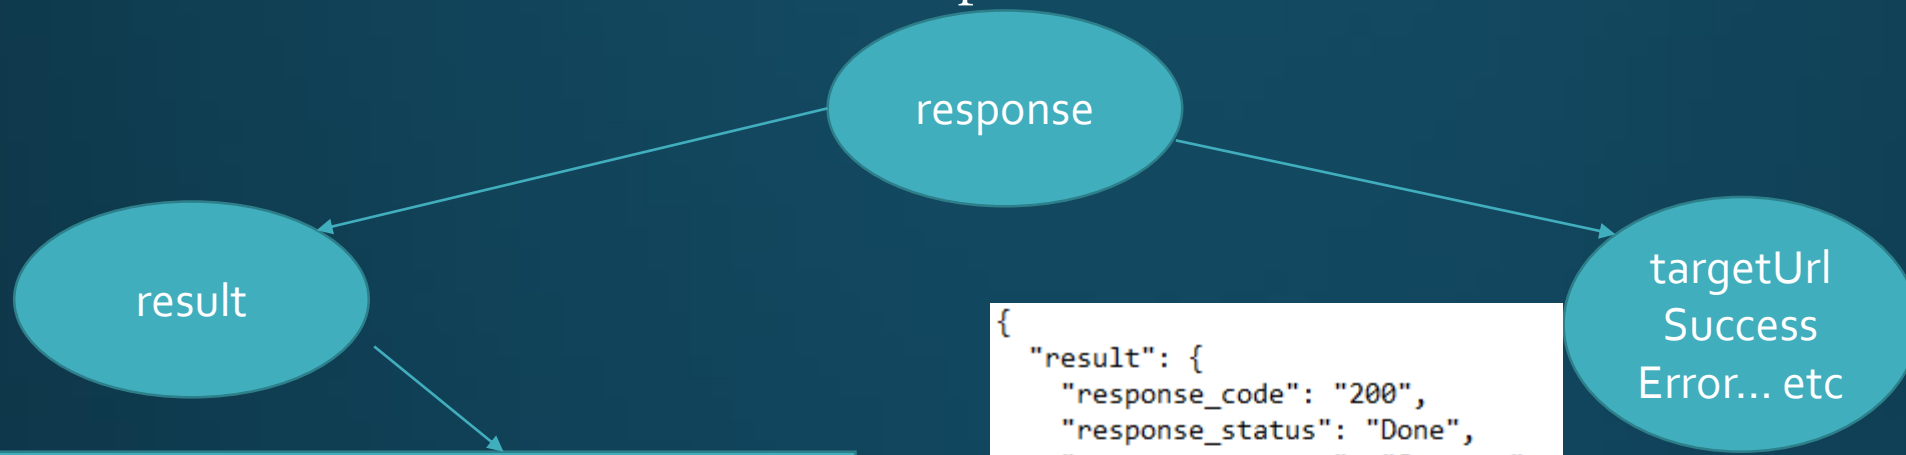 response
result
targetUrl
Success
Error... etc
{
"result": {
"response_code": "200",
"response_status": "Done",